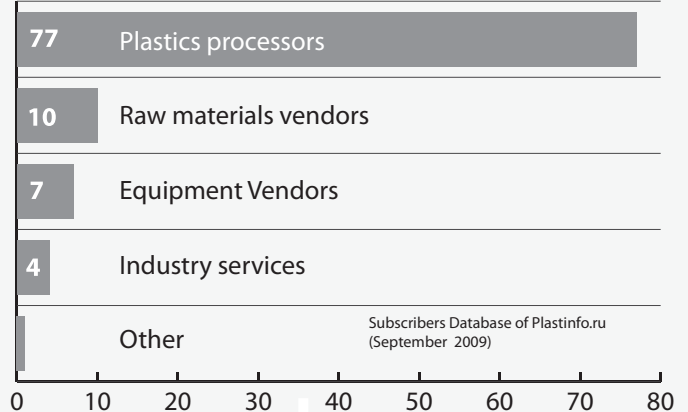 77 Plastics processors
10 Raw materials vendors
7 Equipment Vendors
4 Industry services
Other
Subscribers Database of Plastinfo.ru
(September 2009)
0 10 20 30 40 50 60 70 80